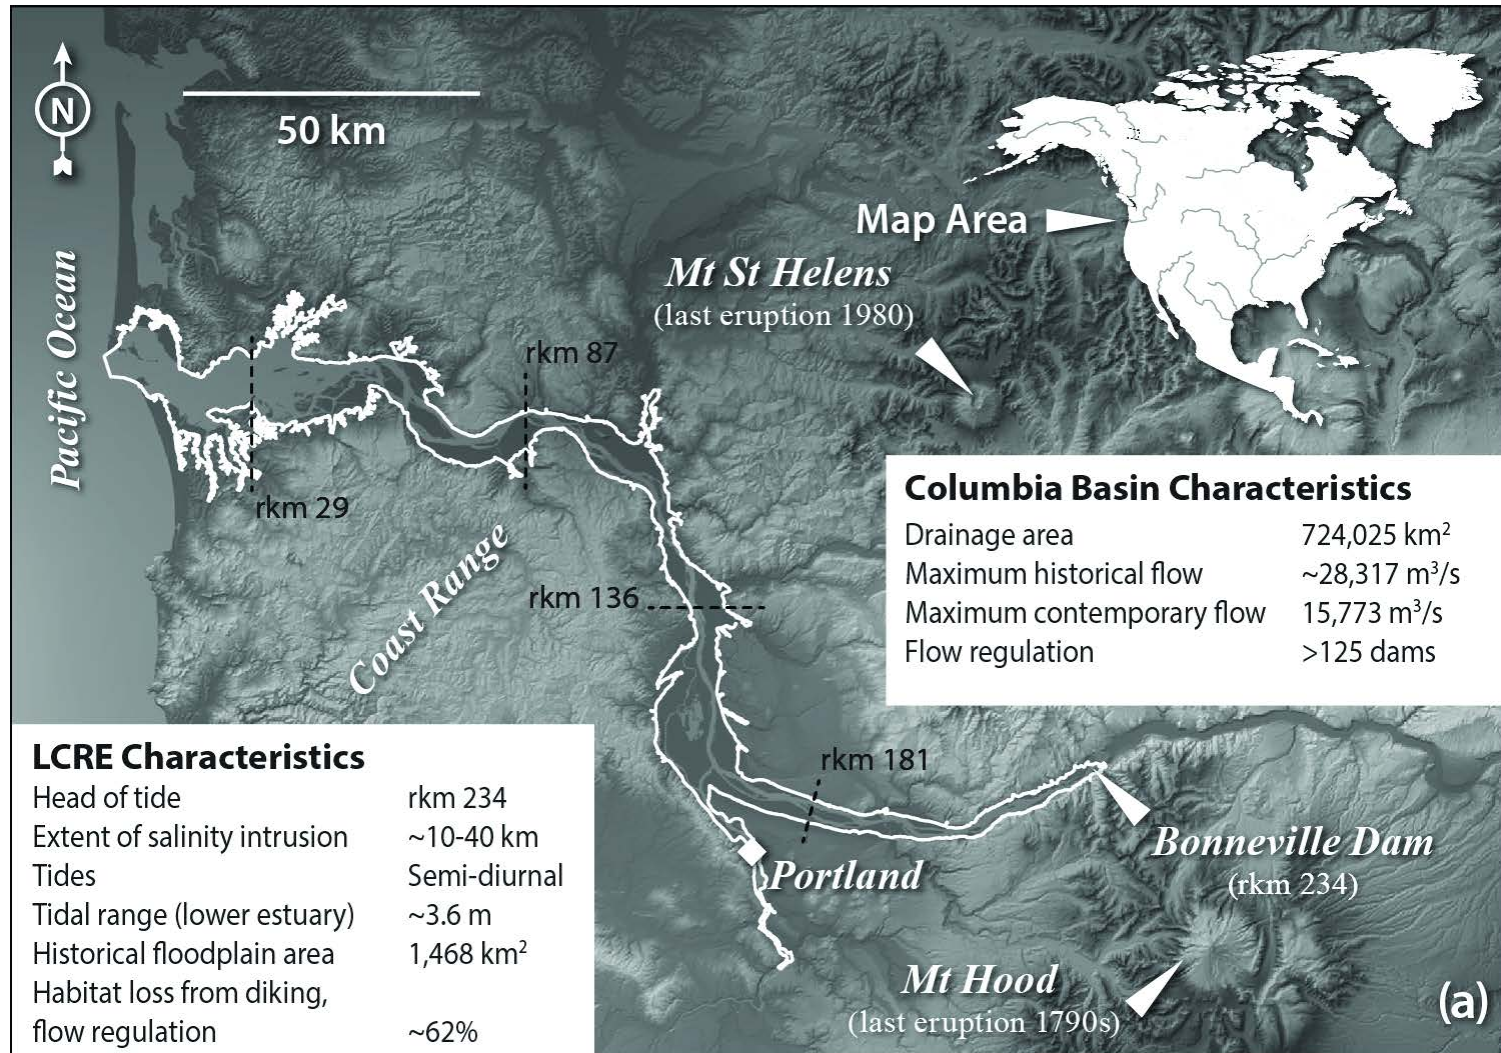 N
50 km
Pacific Ocean
Map Area
Mt St Helens
(last eruption 1980)
rkm 87
rkm 29
Coast Range
rkm 136
Columbia Basin Characteristics
Drainage area 724,025 km²
Maximum historical flow ~28,317 m³/s
Maximum contemporary flow 15,773 m³/s
Flow regulation >125 dams
rkm 181
LCRE Characteristics
Head of tide rkm 234
Extent of salinity intrusion ~10-40 km
Tides Semi-diurnal
Tidal range (lower estuary) ~3.6 m
Historical floodplain area 1,468 km²
Habitat loss from diking,
flow regulation ~62%
Portland
Bonneville Dam
(rkm 234)
Mt Hood
(last eruption 1790s)
(a)